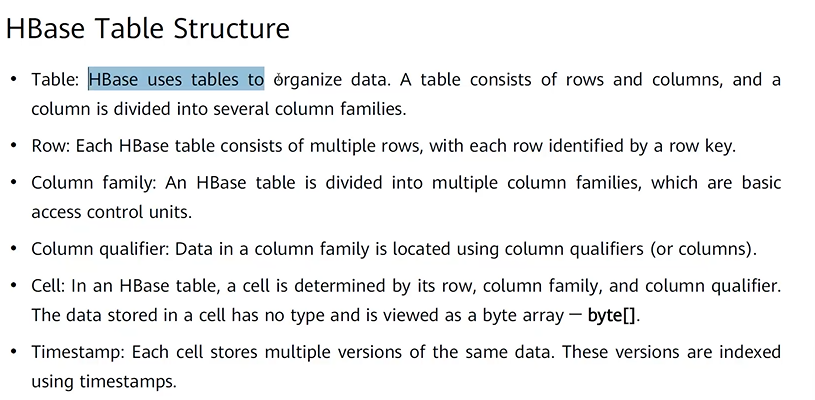 HBase Table Structure
• Table: HBase uses tables to organize data. A table consists of rows and columns, and a
column is divided into several column families.
• Row: Each HBase table consists of multiple rows, with each row identified by a row key.
• Column family: An HBase table is divided into multiple column families, which are basic
access control units.
• Column qualifier: Data in a column family is located using column qualifiers (or columns).
• Cell: In an HBase table, a cell is determined by its row, column family, and column qualifier.
The data stored in a cell has no type and is viewed as a byte array — byte[].
• Timestamp: Each cell stores multiple versions of the same data. These versions are indexed
using timestamps.